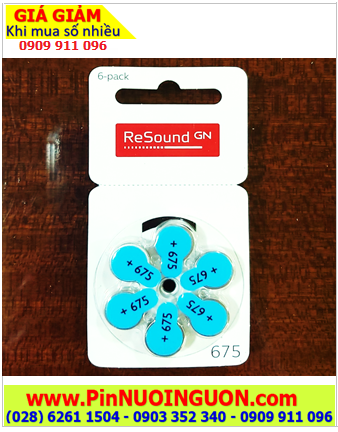 GIÁ GIẢM
Khi mua số nhiều
0909 911 096
6-pack
ReSound GN
+ 675
+ 675
+ 675
+ 675
+ 675
+ 675
675
www.PinNUOINGUON.com
(028) 6261 1504 - 0903 352 340 - 0909 911 096